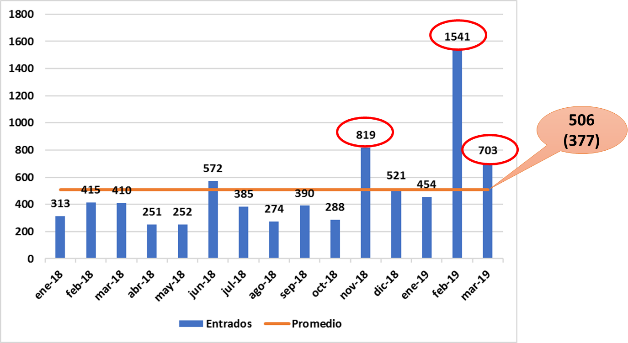 1800
1600
1400
1200
1000
800
600
400
200
0
313
415
410
251
252
572
385
274
390
288
819
521
454
1541
703
506
(377)
ene-18
feb-18
mar-18
abr-18
may-18
jun-18
jul-18
ago-18
sep-18
oct-18
nov-18
dic-18
ene-19
feb-19
mar-19
Entrados
Promedio